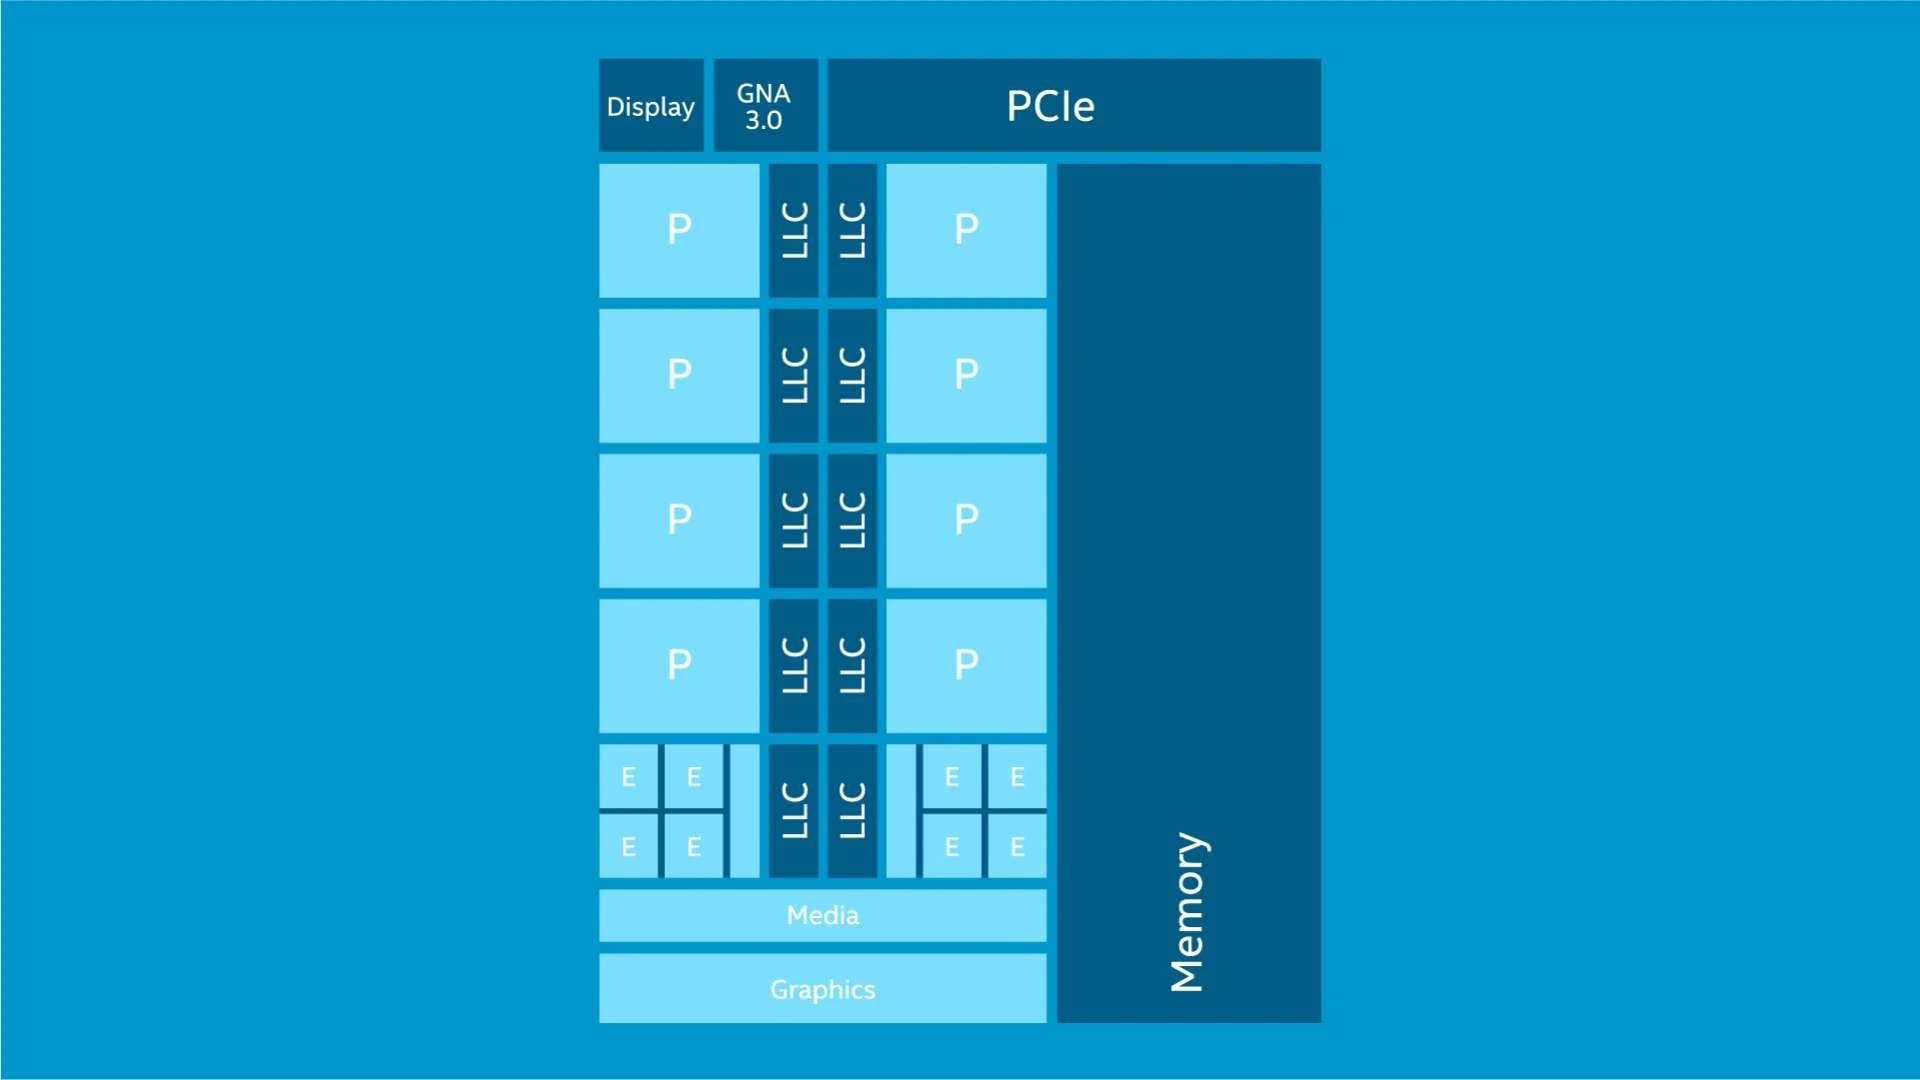 Display
GNA
3.0
PCIe
P
LLC
LLC
P
P
LLC
LLC
P
P
LLC
LLC
P
P
LLC
LLC
P
E
E
LLC
LLC
E
E
E
E
E
E
Media
Graphics
Memory